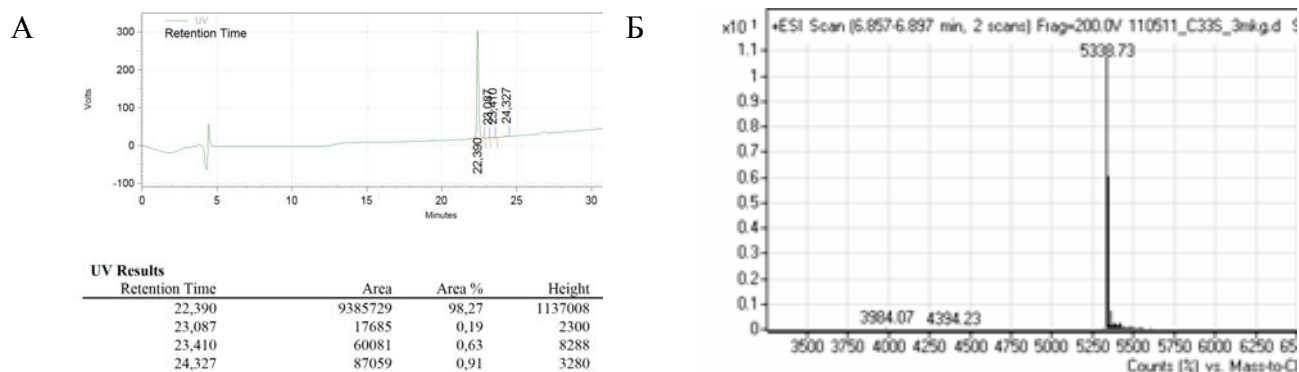 А
UV
Retention Time
Volts
300
200
100
0
-100
22,390
23,087
23,410
24,327
0 5 10 15 20 25 30
Minutes
UV Results
Retention Time Area Area % Height
22,390 9385729 98,27 1137008
23,087 17685 0,19 2300
23,410 60081 0,63 8288
24,327 87059 0,91 3280
Б
x10 1 +ESI Scan (6.857-6.897 min, 2 scans) Frag=200.0V 110511_C33S_3mkg.d S
5338.73
1.1
1
0.9
0.8
0.7
0.6
0.5
0.4
0.3
0.2
0.1
0
3984.07 4394.23
3500 3750 4000 4250 4500 4750 5000 5250 5500 5750 6000 6250
Counts (%) vs.